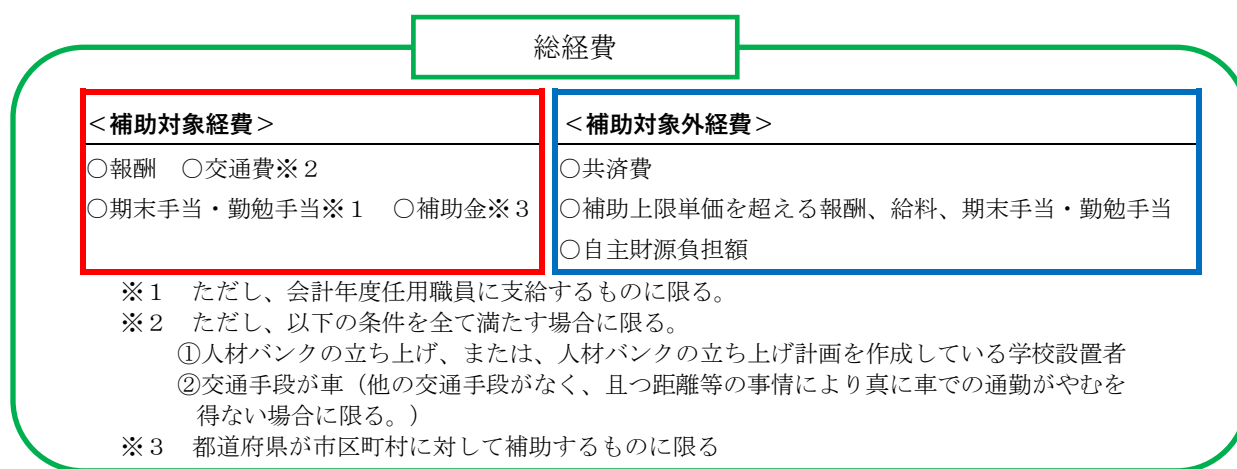 総経費
＜補助対象経費＞
○報酬　○交通費※２
○期末手当・勤勉手当※１　○補助金※３
＜補助対象外経費＞
○共済費
○補助上限単価を超える報酬、給料、期末手当・勤勉手当
○自主財源負担額
※１　ただし、会計年度任用職員に支給するものに限る。
※２　ただし、以下の条件を全て満たす場合に限る。
①人材バンクの立ち上げ、または、人材バンクの立ち上げ計画を作成している学校設置者
②交通手段が車（他の交通手段がなく、且つ距離等の事情により真に車での通勤がやむを
得ない場合に限る。）
※３　都道府県が市区町村に対して補助するものに限る